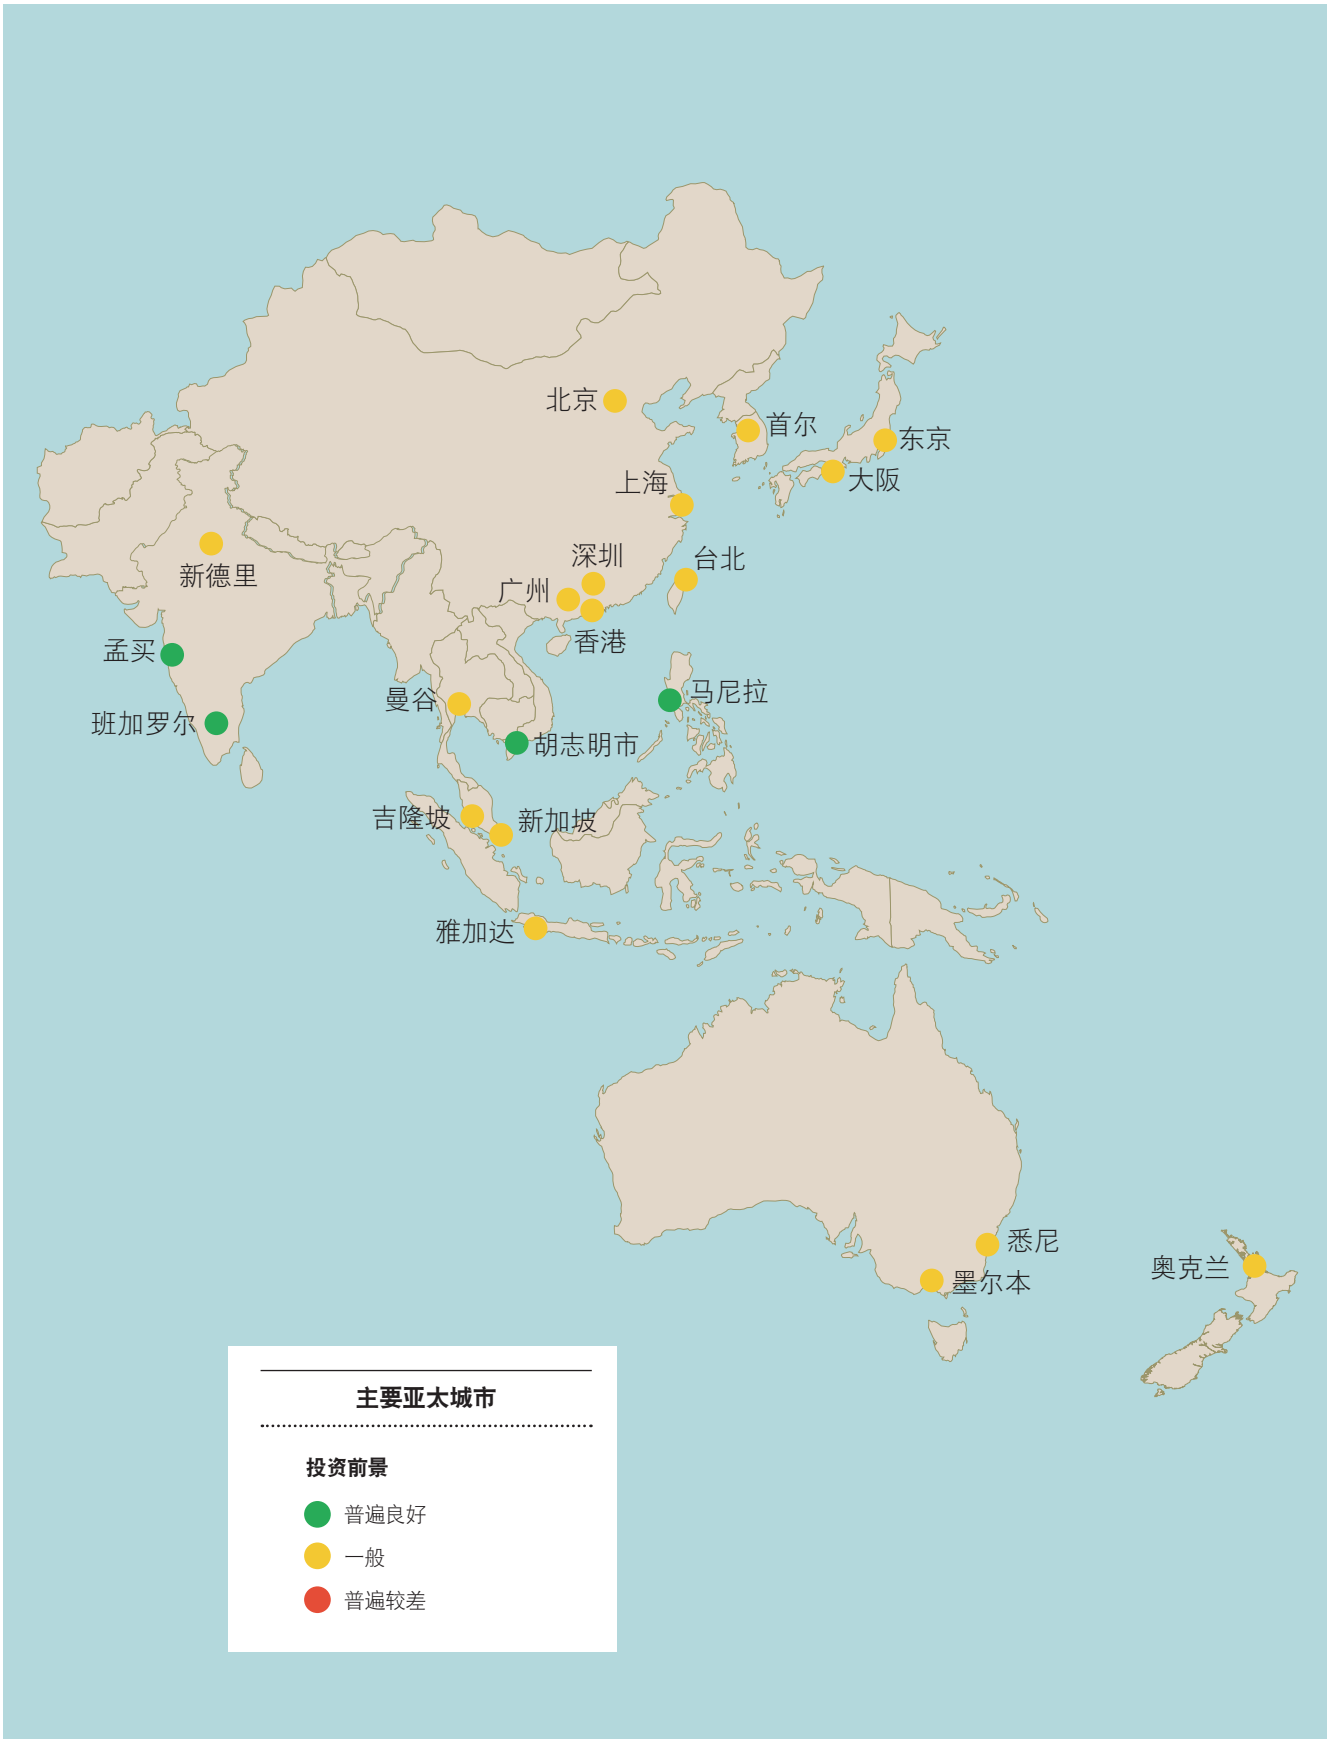 北京
首尔
东京
大阪
上海
深圳
台北
新德里
广州
香港
孟买
马尼拉
曼谷
班加罗尔
胡志明市
吉隆坡
新加坡
雅加达
悉尼
奥克兰
墨尔本
主要亚太城市
投资前景
普遍良好
一般
普遍较差